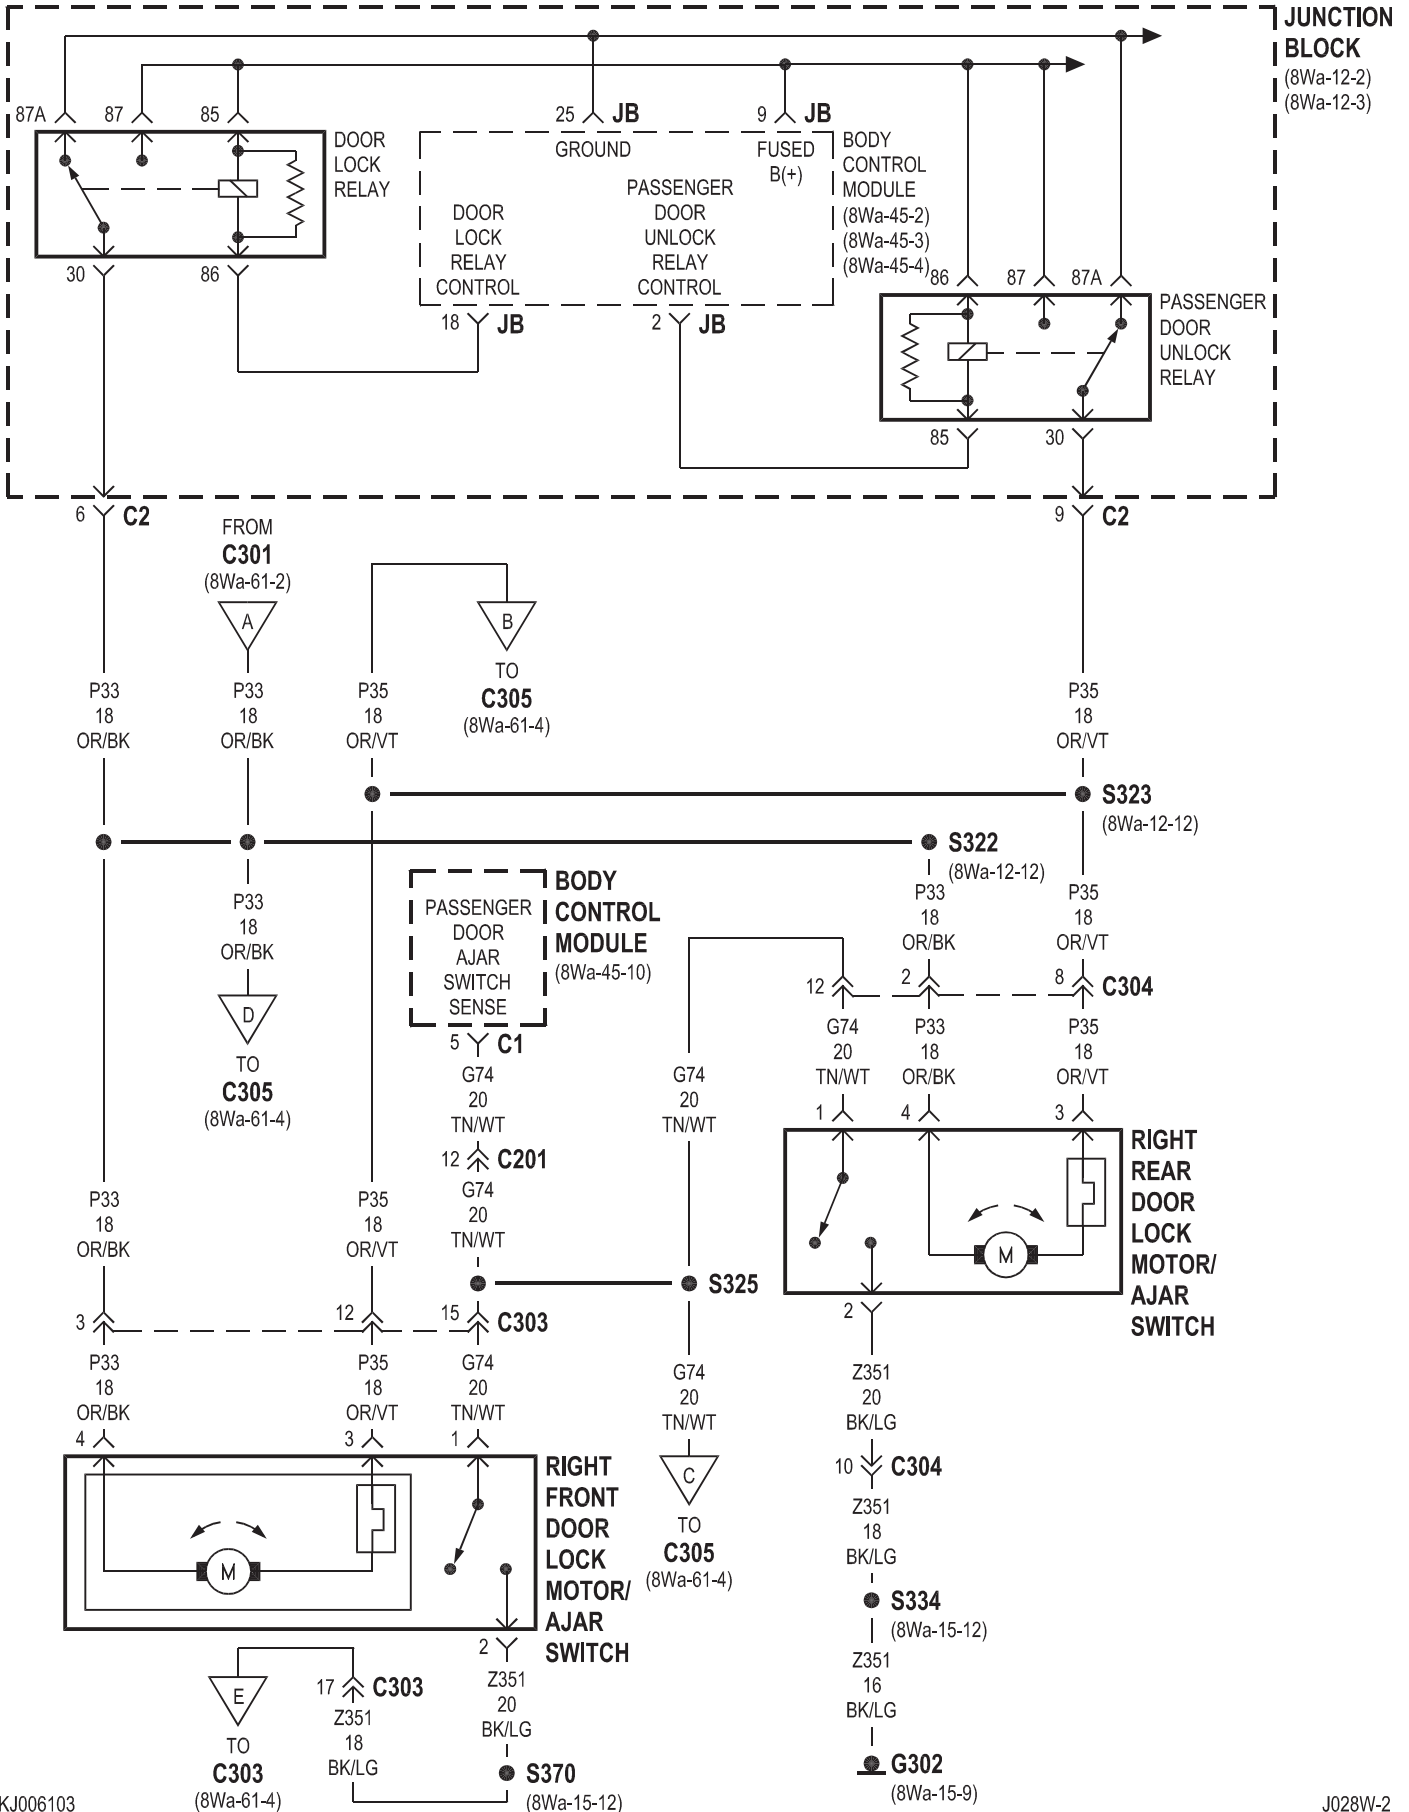 JUNCTION
BLOCK
(8Wa-12-2)
(8Wa-12-3)
87A
87
85
25
JB
9
JB
DOOR
LOCK
RELAY
GROUND
FUSED
B(+)
BODY
CONTROL
MODULE
(8Wa-45-2)
(8Wa-45-3)
(8Wa-45-4)
DOOR
LOCK
RELAY
CONTROL
PASSENGER
DOOR
UNLOCK
RELAY
CONTROL
30
86
18
JB
2
JB
86
87
87A
PASSENGER
DOOR
UNLOCK
RELAY
85
30
6
C2
9
C2
FROM
C301
(8Wa-61-2)
A
B
TO
C305
(8Wa-61-4)
P33
18
OR/BK
P33
18
OR/BK
P35
18
OR/VT
P35
18
OR/VT
S323
(8Wa-12-12)
S322
(8Wa-12-12)
P33
18
OR/BK
D
TO
C305
(8Wa-61-4)
PASSENGER
DOOR
AJAR
SWITCH
SENSE
BODY
CONTROL
MODULE
(8Wa-45-10)
5
C1
G74
20
TN/WT
12
C201
G74
20
TN/WT
P33
18
OR/BK
P35
18
OR/VT
12
2
8
C304
G74
20
TN/WT
G74
20
TN/WT
P33
18
OR/BK
P35
18
OR/VT
1
4
3
RIGHT
REAR
DOOR
LOCK
MOTOR/
AJAR
SWITCH
M
P33
18
OR/BK
P35
18
OR/VT
S325
3
12
15
C303
2
P33
18
OR/BK
P35
18
OR/VT
G74
20
TN/WT
G74
20
TN/WT
Z351
20
BK/LG
4
3
1
RIGHT
FRONT
DOOR
LOCK
MOTOR/
AJAR
SWITCH
M
C
TO
C305
(8Wa-61-4)
10
C304
Z351
18
BK/LG
S334
(8Wa-15-12)
Z351
16
BK/LG
G302
(8Wa-15-9)
2
E
TO
C303
(8Wa-61-4)
17
C303
Z351
18
BK/LG
Z351
20
BK/LG
S370
(8Wa-15-12)
KJ006103
J028W-2